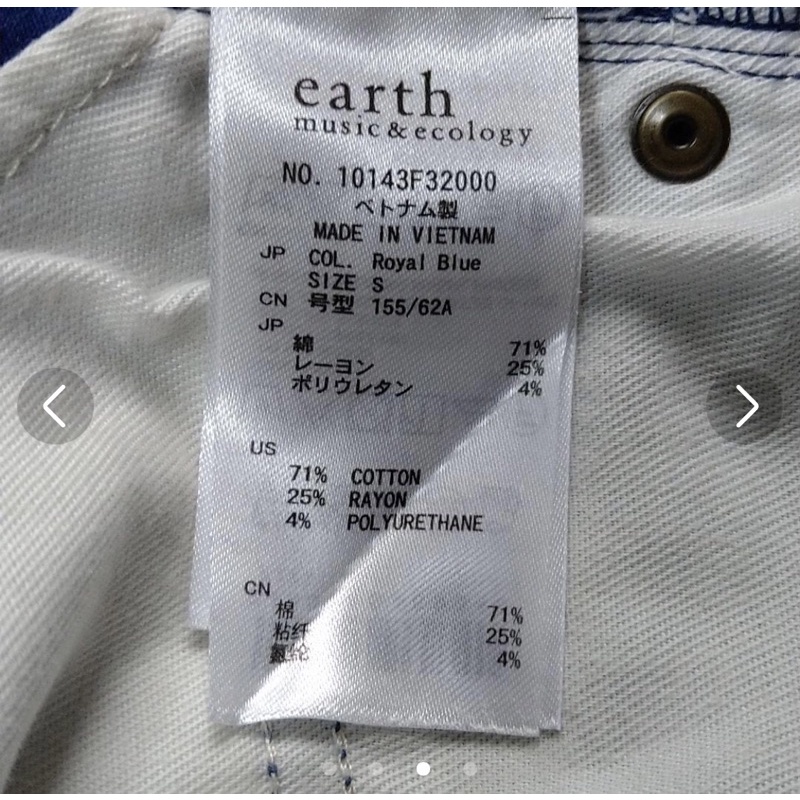 earth
music&ecology
NO. 10143F32000
ベトナム製
MADE IN VIETNAM
JP COL. Royal Blue
SIZE S
CN 号型 155/62A
JP
綿 71%
レーヨン 25%
ポリウレタン 4%
US
71% COTTON
25% RAYON
4% POLYURETHANE
CN
棉 71%
粘纤 25%
氨纶 4%